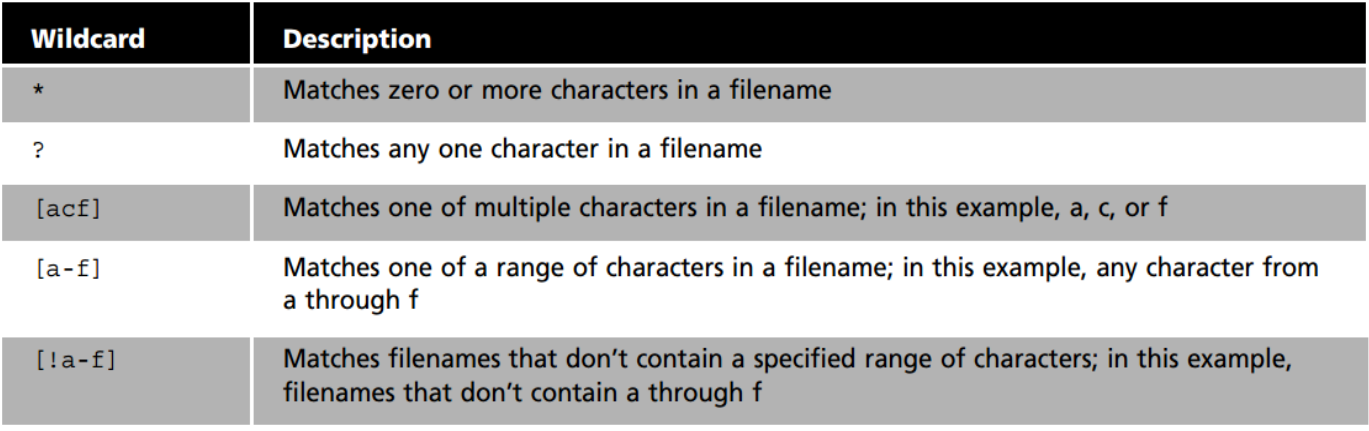 Wildcard Description
* Matches zero or more characters in a filename
? Matches any one character in a filename
[acf] Matches one of multiple characters in a filename; in this example, a, c, or f
[a-f] Matches one of a range of characters in a filename; in this example, any character from
a through f
[!a-f] Matches filenames that don’t contain a specified range of characters; in this example,
filenames that don’t contain a through f